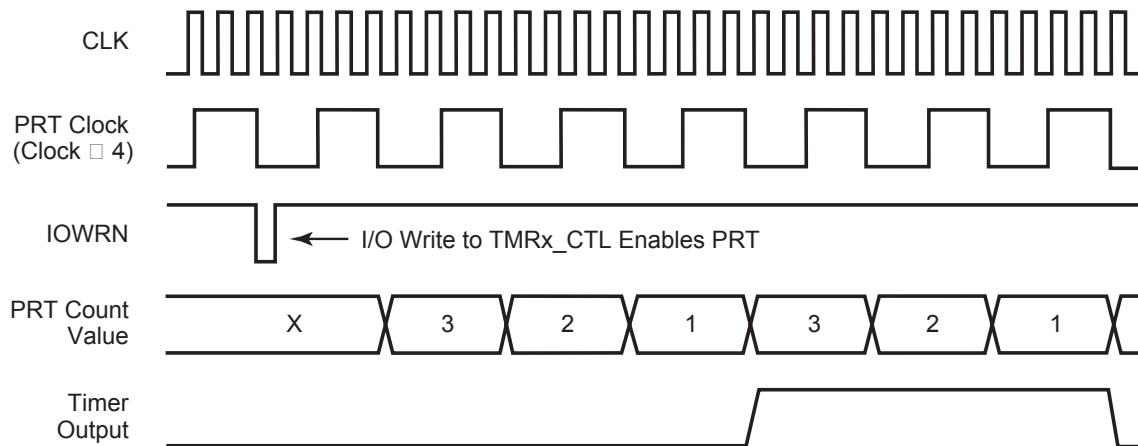 CLK
PRT Clock
(Clock □ 4)
IOWRN
I/O Write to TMRx_CTL Enables PRT
PRT Count
Value
X 3 2 1 3 2 1
Timer
Output